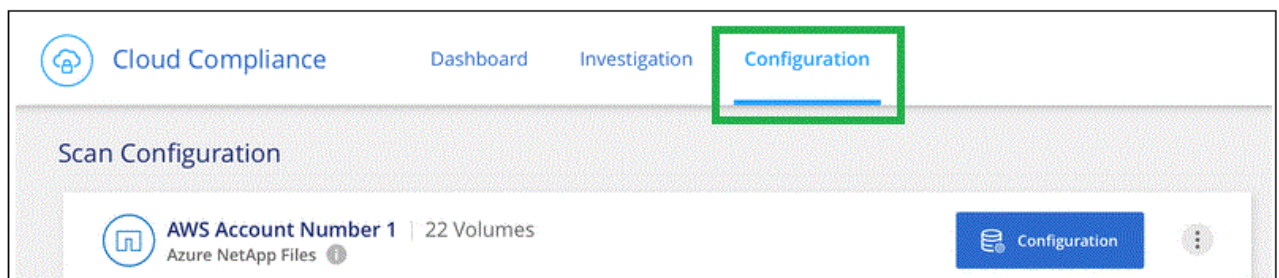 Cloud Compliance Dashboard Investigation Configuration
Scan Configuration
AWS Account Number 1 | 22 Volumes
Configuration
Azure NetApp Files